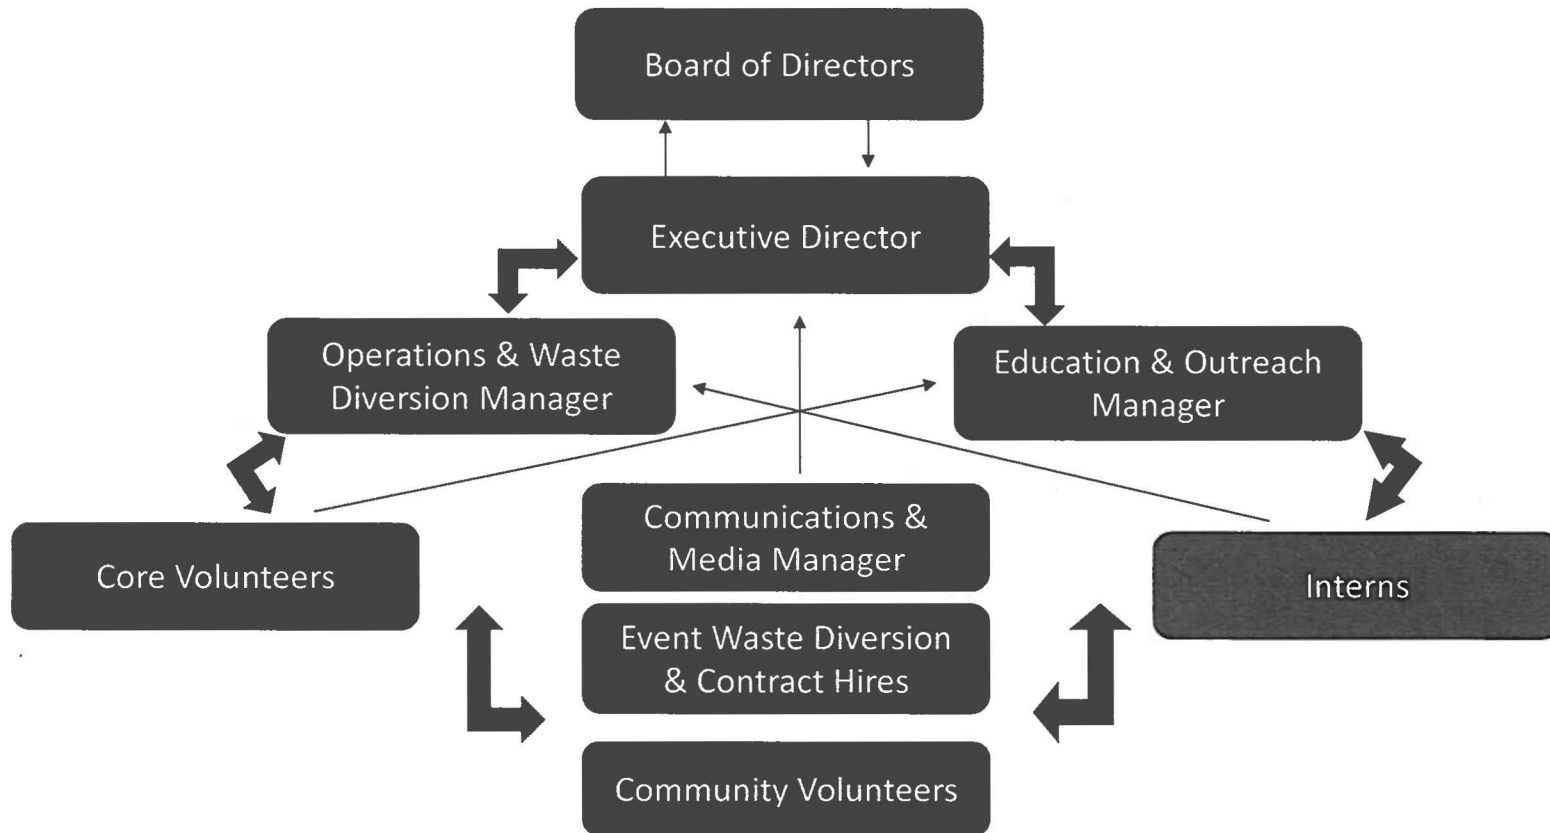 Board of Directors
Executive Director
Operations & Waste
Diversion Manager
Education & Outreach
Manager
Communications &
Media Manager
Core Volunteers
Interns
Event Waste Diversion
& Contract Hires
Community Volunteers